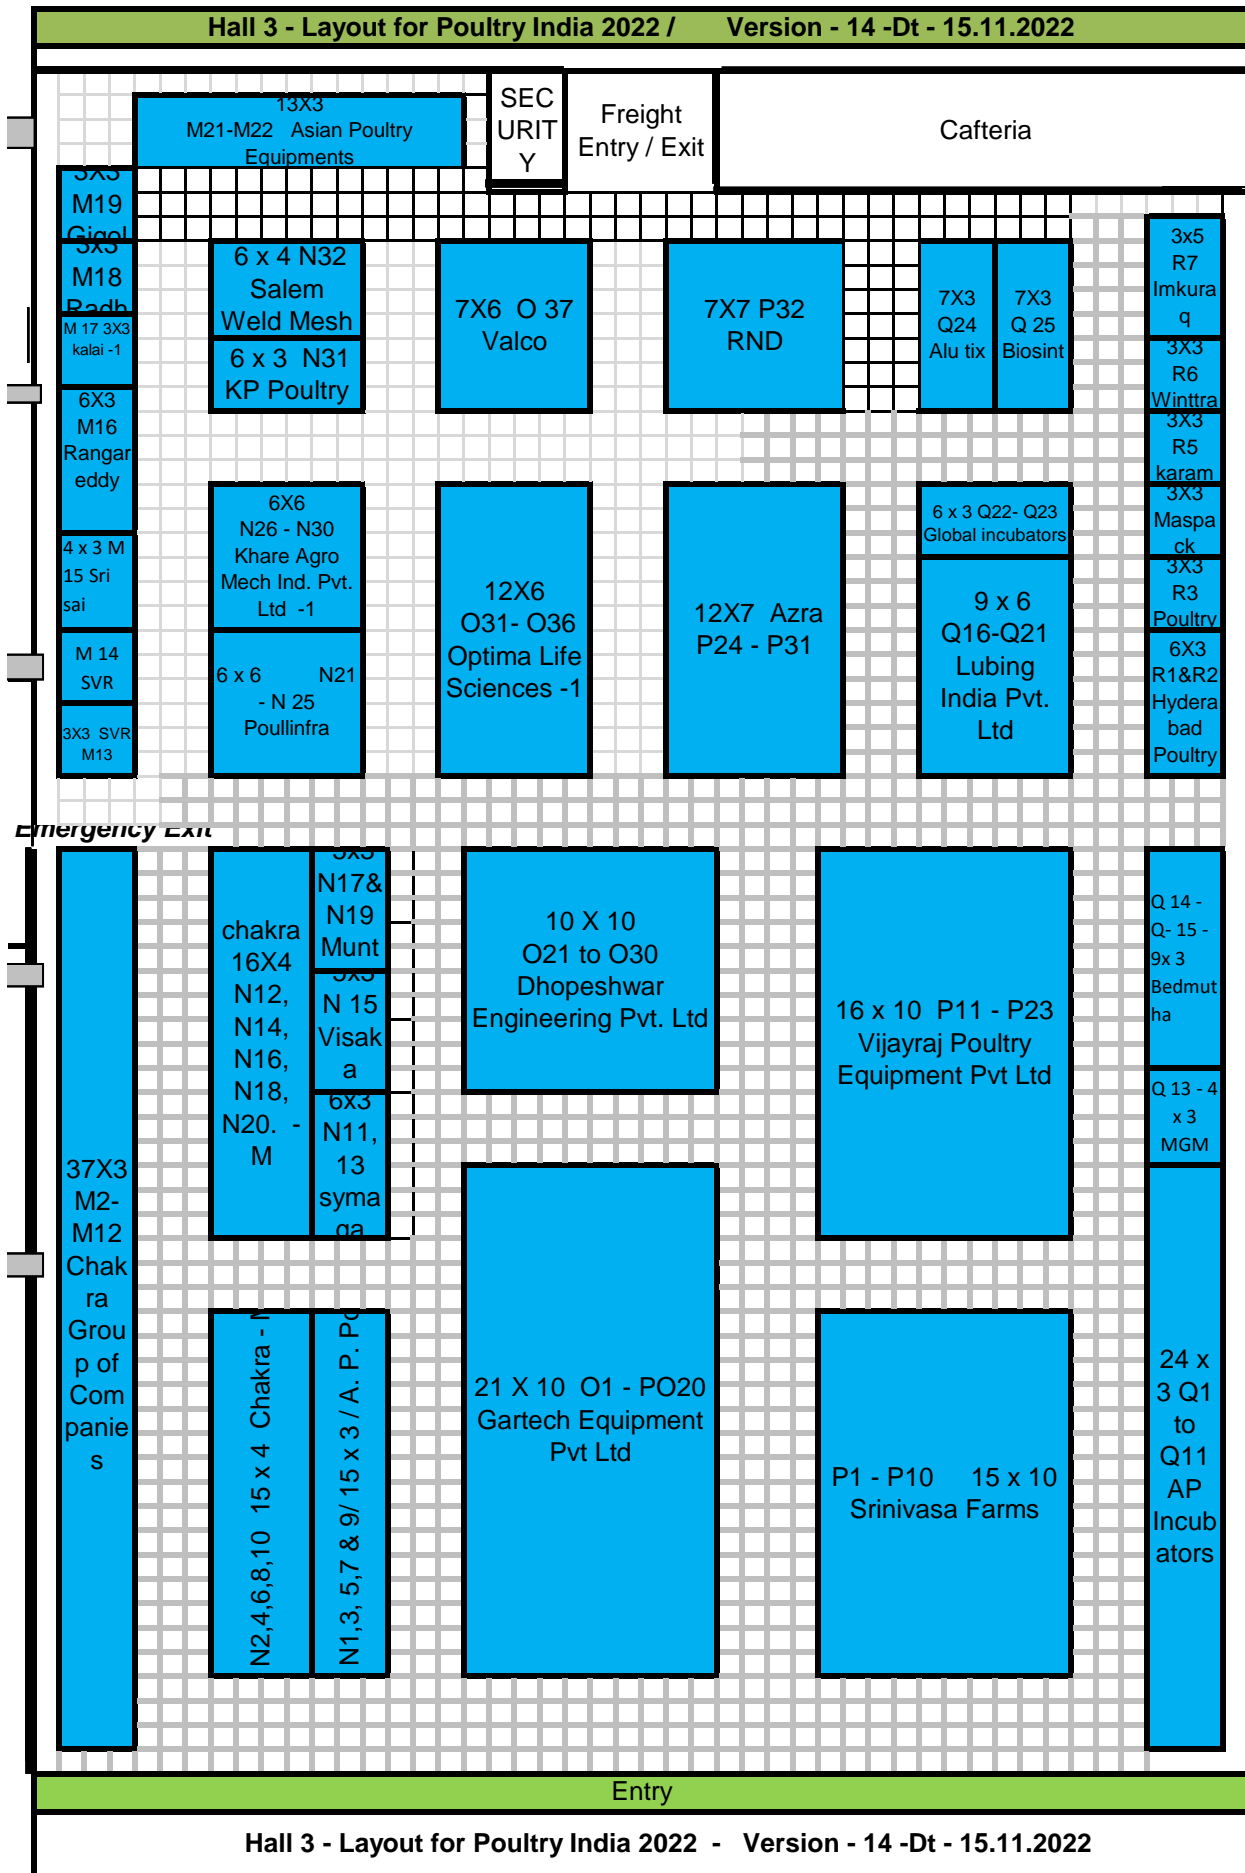 Hall 3 - Layout for Poultry India 2022 / Version - 14 -Dt - 15.11.2022
13X3
M21-M22 Asian Poultry
Equipments
SEC
URIT
Y
Freight
Entry / Exit
Cafteria
3X3
M19
Gigol
3x3
M18
Radh
M 17 3X3
kalai -1
6X3
M16
Rangar
eddy
4 x 3 M
15 Sri
sai
M 14
SVR
3X3 SVR
M13
6 x 4 N32
Salem
Weld Mesh
6 x 3 N31
KP Poultry
7X6 O 37
Valco
7X7 P32
RND
7X3
Q24
Alu tix
7X3
Q 25
Biosint
3x5
R7
Imkura
q
3X3
R6
Winttra
3X3
R5
karam
3X3
Maspa
ck
3X3
R3
Poultry
6X3
R1&R2
Hydera
bad
Poultry
6X6
N26 - N30
Khare Agro
Mech Ind. Pvt.
Ltd -1
6 x 6 N21
- N 25
Poullinfra
12X6
O31- O36
Optima Life
Sciences -1
12X7 Azra
P24 - P31
6 x 3 Q22- Q23
Global incubators
9 x 6
Q16-Q21
Lubing
India Pvt.
Ltd
Emergency Exit
37X3
M2-
M12
Chak
ra
Grou
p of
Com
panie
s
chakra
16X4
N12,
N14,
N16,
N18,
N20. -
M
N17&
N19
Munt
N 15
Visak
a
6x3
N11,
13
syma
ga
10 X 10
O21 to O30
Dhopeshwar
Engineering Pvt. Ltd
16 x 10 P11 - P23
Vijayraj Poultry
Equipment Pvt Ltd
Q 14 -
Q- 15 -
9x 3
Bedmut
ha
Q 13 - 4
x 3
MGM
N2,4,6,8,10 15 x 4 Chakra -
N1,3, 5,7 & 9/ 15 x 3 / A. P. Po
21 X 10 O1 - PO20
Gartech Equipment
Pvt Ltd
P1 - P10 15 x 10
Srinivasa Farms
24 x
3 Q1
to
Q11
AP
Incub
ators
Entry
Hall 3 - Layout for Poultry India 2022 - Version - 14 -Dt - 15.11.2022